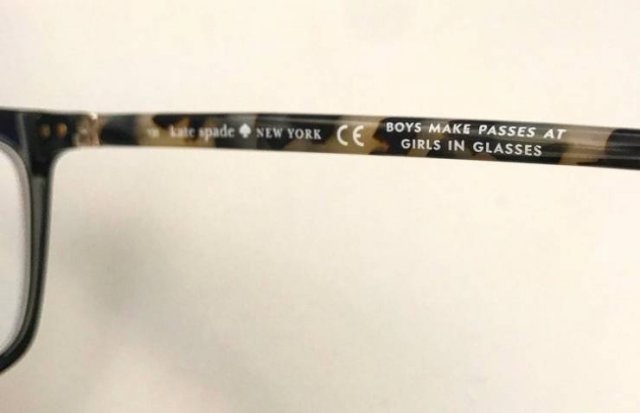 kate spade NEW YORK CE
BOYS MAKE PASSES AT
GIRLS IN GLASSES